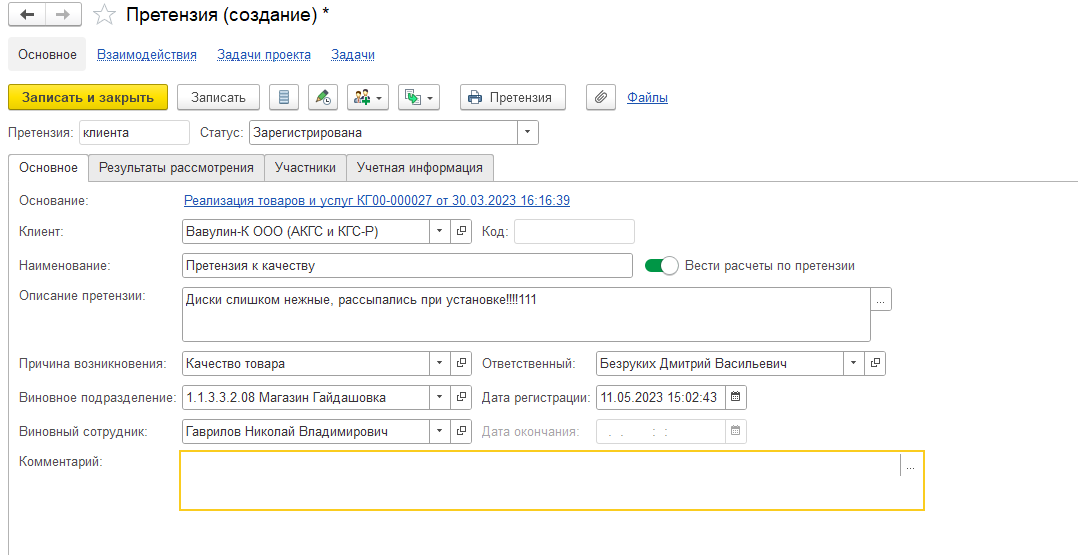 Претензия (создание) *
Основное Взаимодействия Задачи проекта Задачи
Записать и закрыть Записать Претензия Файлы
Претензия: клиента Статус: Зарегистрирована
Основное Результаты рассмотрения Участники Учетная информация
Основание: Реализация товаров и услуг КГ00-000027 от 30.03.2023 16:16:39
Клиент: Вавулин-К ООО (АКГС и КГС-Р) Код:
Наименование: Претензия к качеству Вести расчеты по претензии
Описание претензии: Диски слишком нежные, рассыпались при установке!!!!111 ...
Причина возникновения: Качество товара Ответственный: Безруких Дмитрий Васильевич
Виновное подразделение: 1.1.3.3.2.08 Магазин Гайдашовка Дата регистрации: 11.05.2023 15:02:43
Виновный сотрудник: Гаврилов Николай Владимирович Дата окончания: . . : :
Комментарий: ...